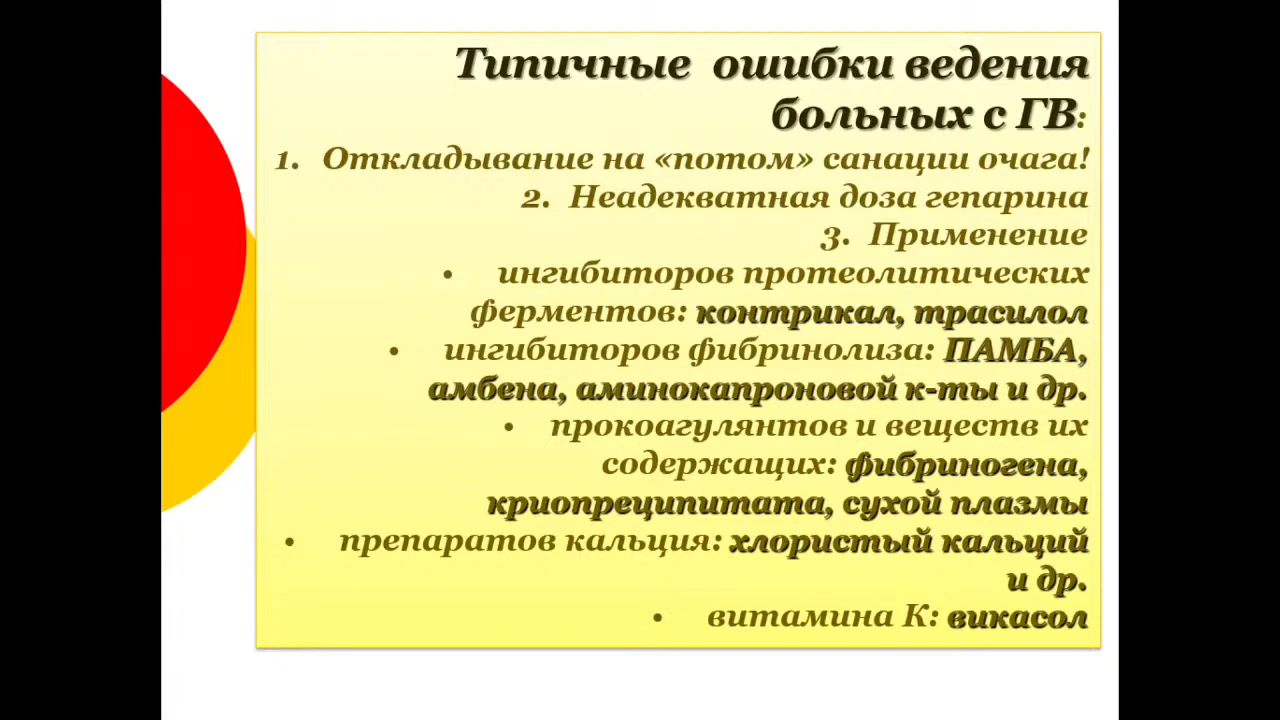 Типичные ошибки ведения
больных с ГВ:
1. Откладывание на «потом» санации очага!
2. Неадекватная доза гепарина
3. Применение
• ингибиторов протеолитических
ферментов: контрикал, трасилол
• ингибиторов фибринолиза: ПАМБА,
амбена, аминокапроновой к-ты и др.
• прокоагулянтов и веществ их
содержащих: фибриногена,
криопреципитата, сухой плазмы
• препаратов кальция: хлористый кальций
и др.
• витамина К: викасол